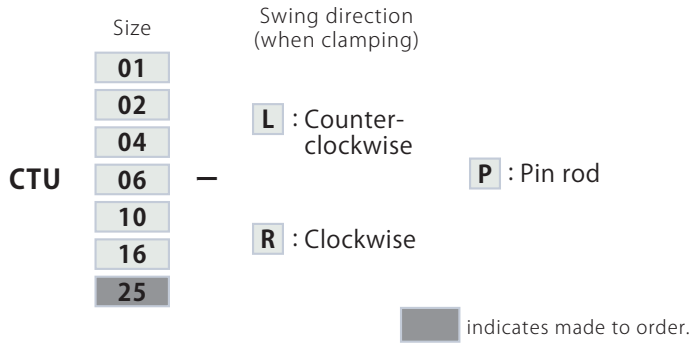 Size
Swing direction
(when clamping)
01
02
04
CTU 06 –
10
16
25
L : Counter-
clockwise
R : Clockwise
P : Pin rod
indicates made to order.